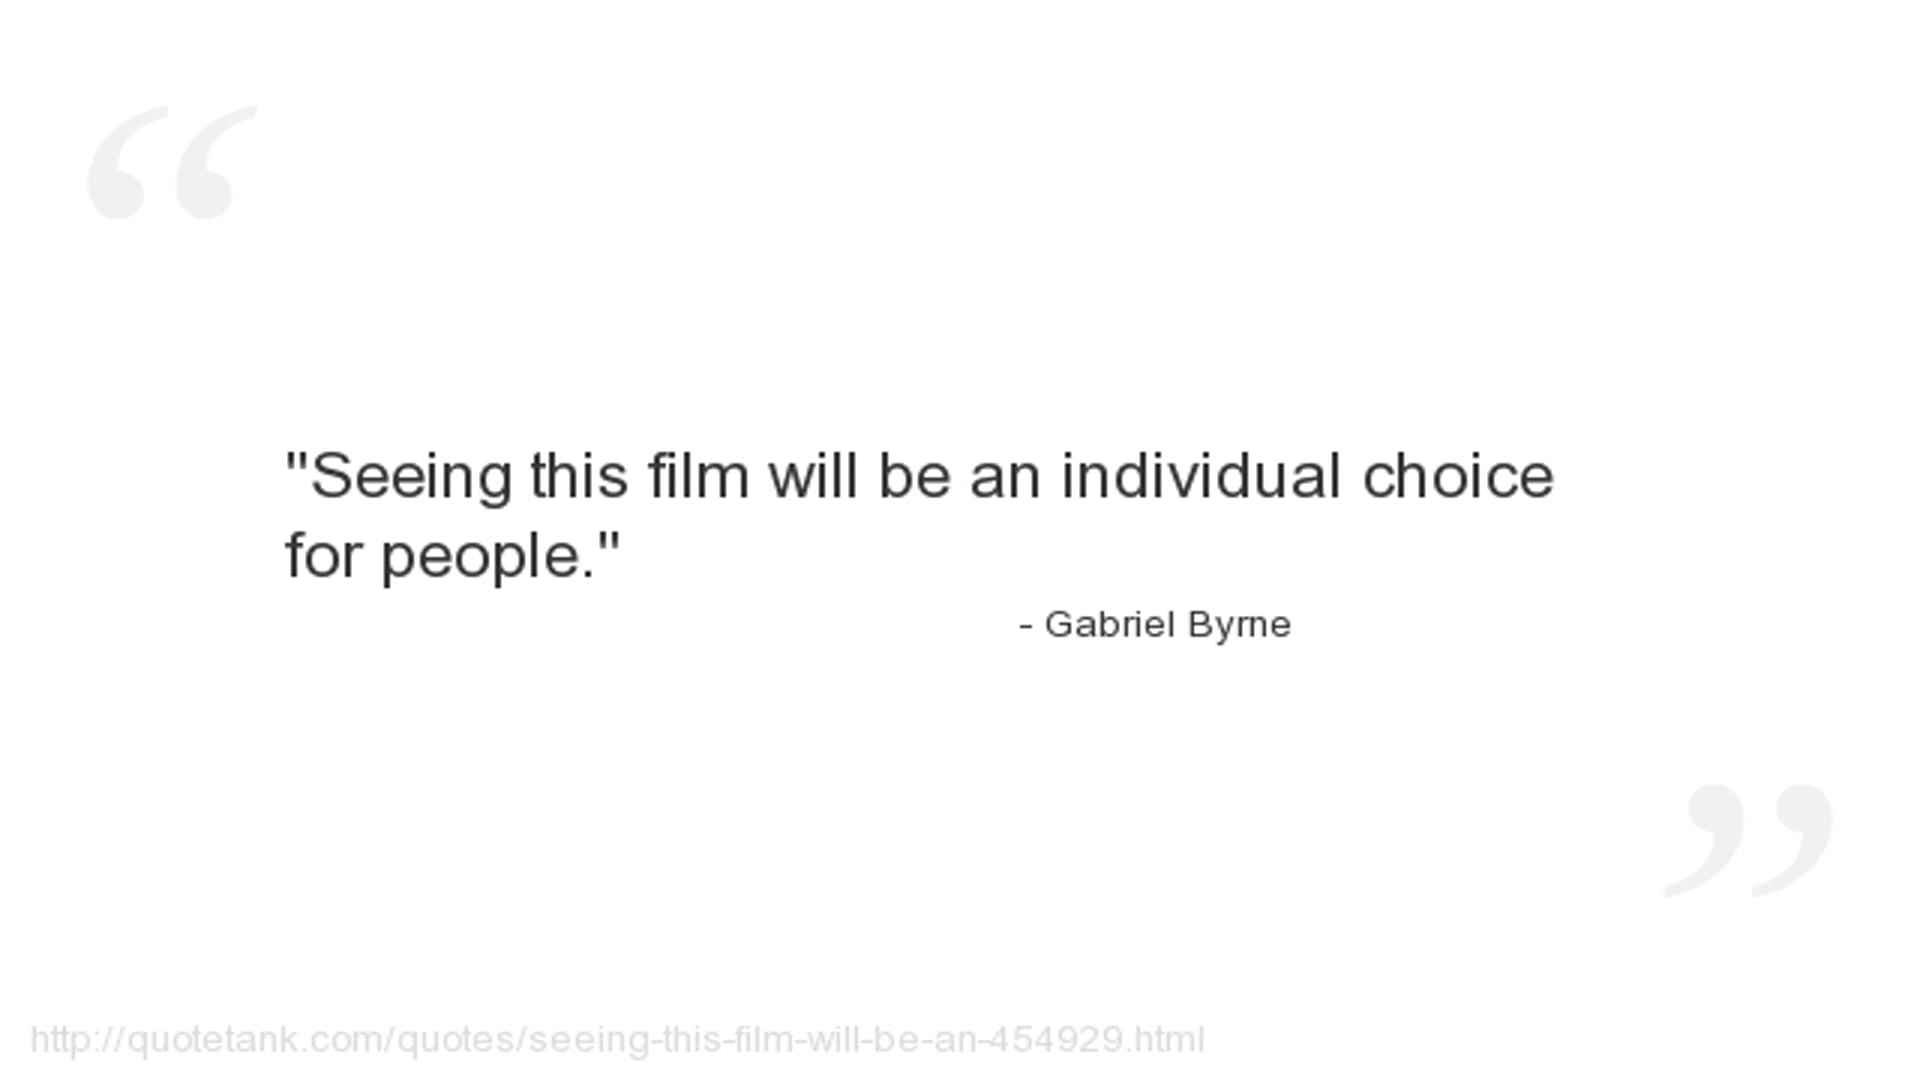 "Seeing this film will be an individual choice
for people."
- Gabriel Byrne
http://quotetank.com/quotes/seeing-this-film-will-be-an-454929.html